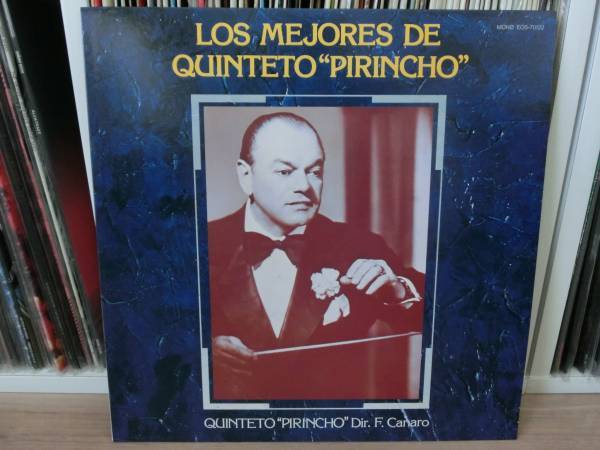 LOS MEJORES DE
QUINTETO "PIRINCHO"
QUINTETO "PIRINCHO" Dir. F. Canaro